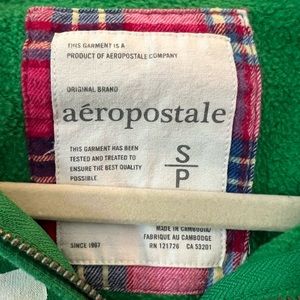 THIS GARMENT IS A
PRODUCT OF AEROPOSTALE COMPANY
ORIGINAL BRAND
aéropostale
THIS GARMENT HAS BEEN
TESTED AND TREATED TO
ENSURE THE BEST QUALITY
POSSIBLE
S
P
MADE IN CAMBODIA
FABRIQUE AU CAMBODGE
SINCE 1987
RN 121726 CA 53201